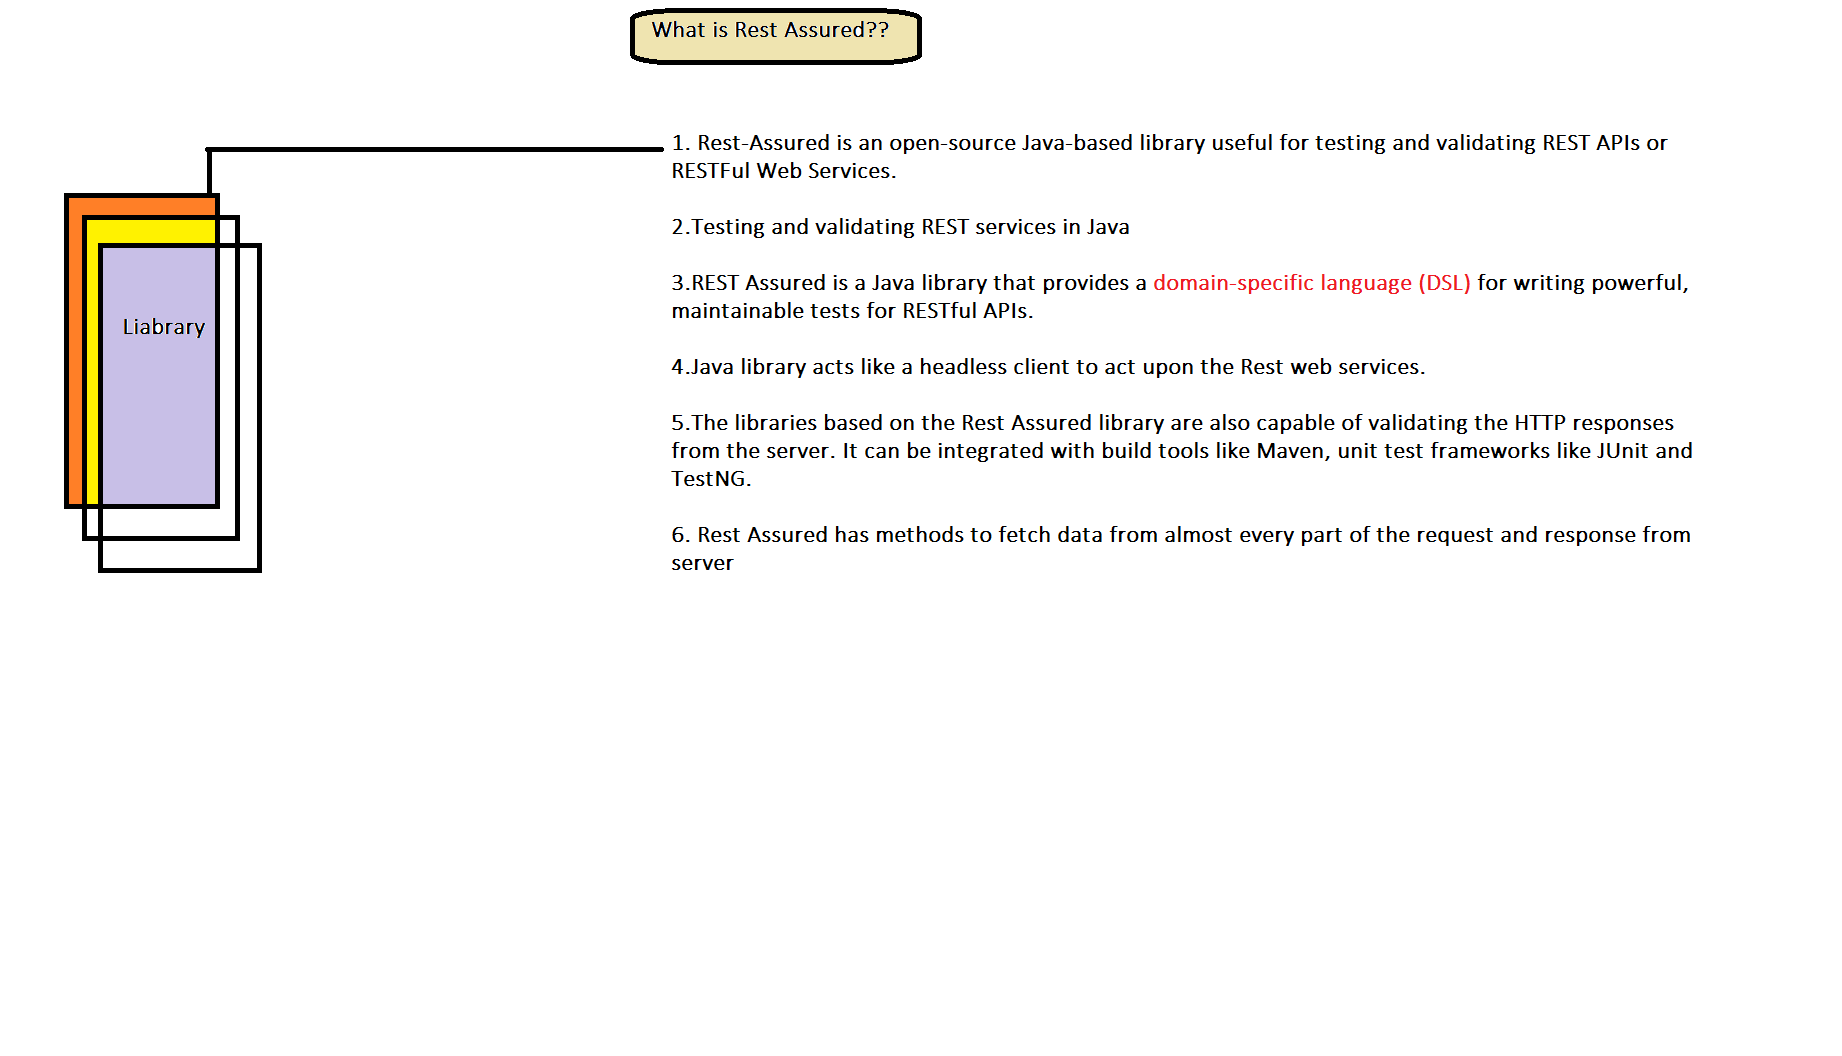 What is Rest Assured??
1. Rest-Assured is an open-source Java-based library useful for testing and validating REST APIs or
RESTFul Web Services.
2.Testing and validating REST services in Java
3.REST Assured is a Java library that provides a domain-specific language (DSL) for writing powerful,
maintainable tests for RESTful APIs.
4.Java library acts like a headless client to act upon the Rest web services.
5.The libraries based on the Rest Assured library are also capable of validating the HTTP responses
from the server. It can be integrated with build tools like Maven, unit test frameworks like JUnit and
TestNG.
6. Rest Assured has methods to fetch data from almost every part of the request and response from
server
Liabrary